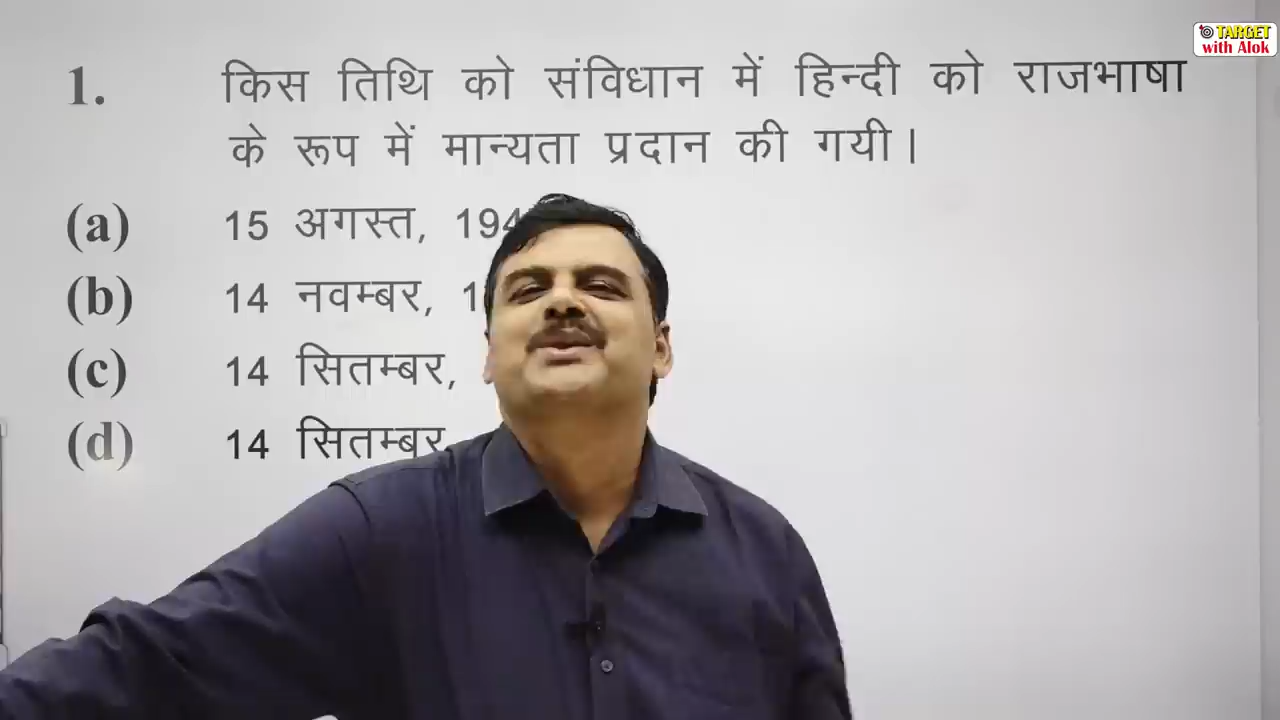 TARGET
with Alok
1. किस तिथि को संविधान में हिन्दी को राजभाषा
के रूप में मान्यता प्रदान की गयी।
(a) 15 अगस्त,
(b) 14 नवम्बर,
(c) 14 सितम्बर,
(d) 14 सितम्बर